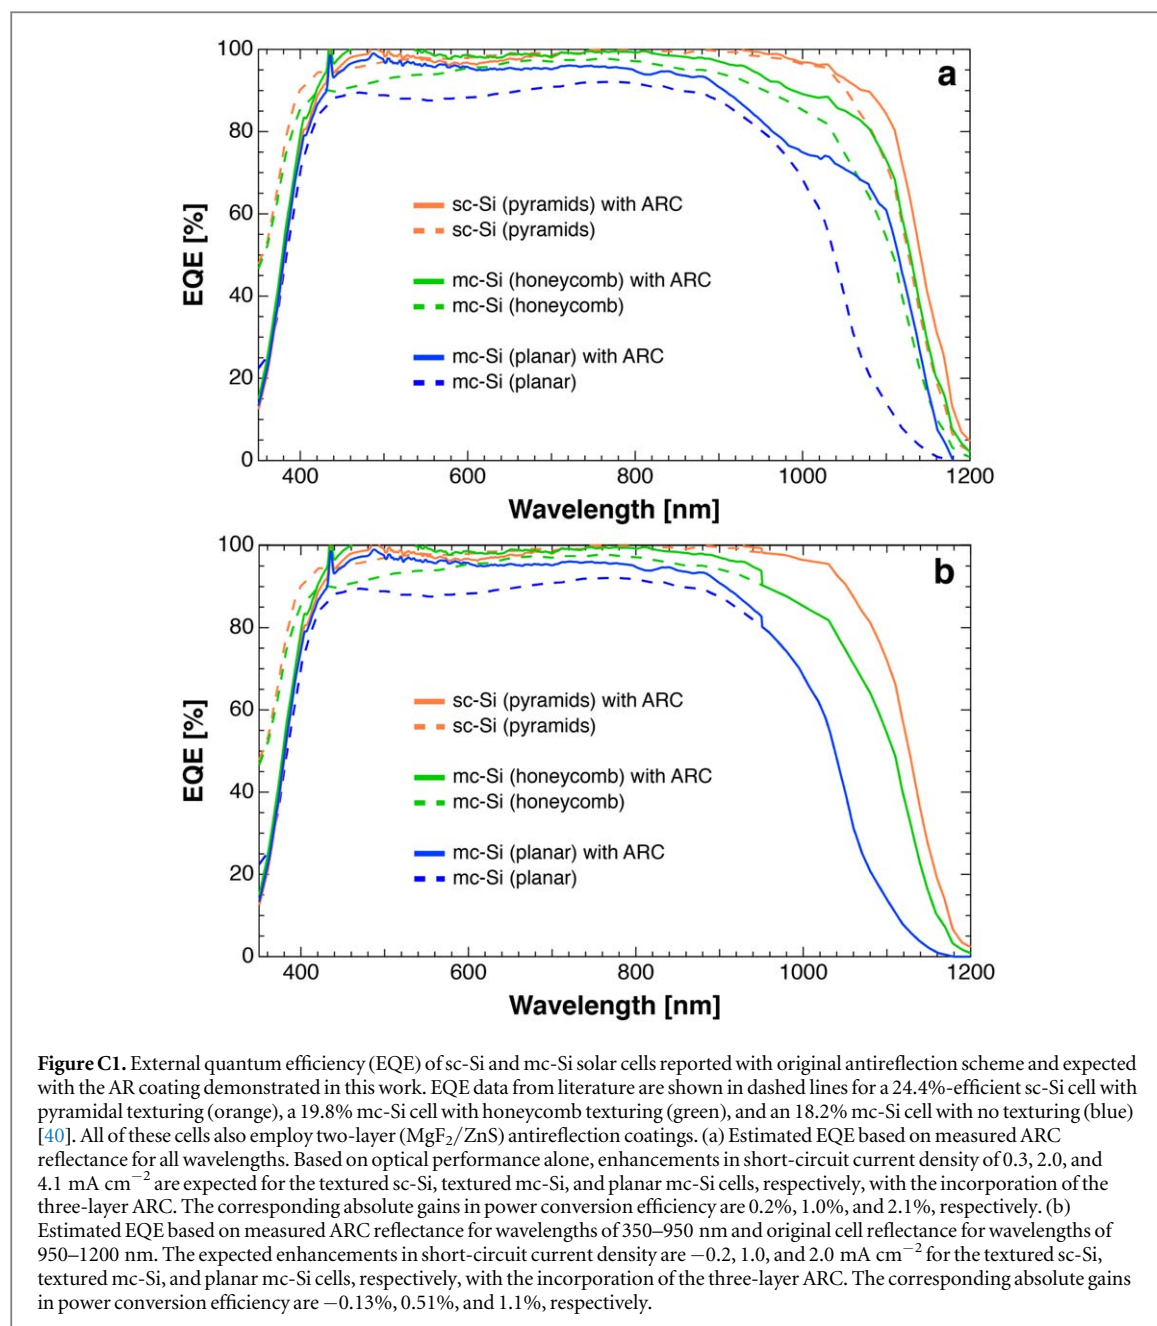 100
80
60
40
20
0
EQE [%]
a
sc-Si (pyramids) with ARC
sc-Si (pyramids)
mc-Si (honeycomb) with ARC
mc-Si (honeycomb)
mc-Si (planar) with ARC
mc-Si (planar)
400 600 800 1000 1200
Wavelength [nm]
100
80
60
40
20
0
EQE [%]
b
sc-Si (pyramids) with ARC
sc-Si (pyramids)
mc-Si (honeycomb) with ARC
mc-Si (honeycomb)
mc-Si (planar) with ARC
mc-Si (planar)
400 600 800 1000 1200
Wavelength [nm]
Figure C1. External quantum efficiency (EQE) of sc-Si and mc-Si solar cells reported with original antireflection scheme and expected
with the AR coating demonstrated in this work. EQE data from literature are shown in dashed lines for a 24.4%-efficient sc-Si cell with
pyramidal texturing (orange), a 19.8% mc-Si cell with honeycomb texturing (green), and an 18.2% mc-Si cell with no texturing (blue)
[40]. All of these cells also employ two-layer (MgF₂/ZnS) antireflection coatings. (a) Estimated EQE based on measured ARC
reflectance for all wavelengths. Based on optical performance alone, enhancements in short-circuit current density of 0.3, 2.0, and
4.1 mA cm⁻² are expected for the textured sc-Si, textured mc-Si, and planar mc-Si cells, respectively, with the incorporation of the
three-layer ARC. The corresponding absolute gains in power conversion efficiency are 0.2%, 1.0%, and 2.1%, respectively. (b)
Estimated EQE based on measured ARC reflectance for wavelengths of 350–950 nm and original cell reflectance for wavelengths of
950–1200 nm. The expected enhancements in short-circuit current density are −0.2, 1.0, and 2.0 mA cm⁻² for the textured sc-Si,
textured mc-Si, and planar mc-Si cells, respectively, with the incorporation of the three-layer ARC. The corresponding absolute gains
in power conversion efficiency are −0.13%, 0.51%, and 1.1%, respectively.